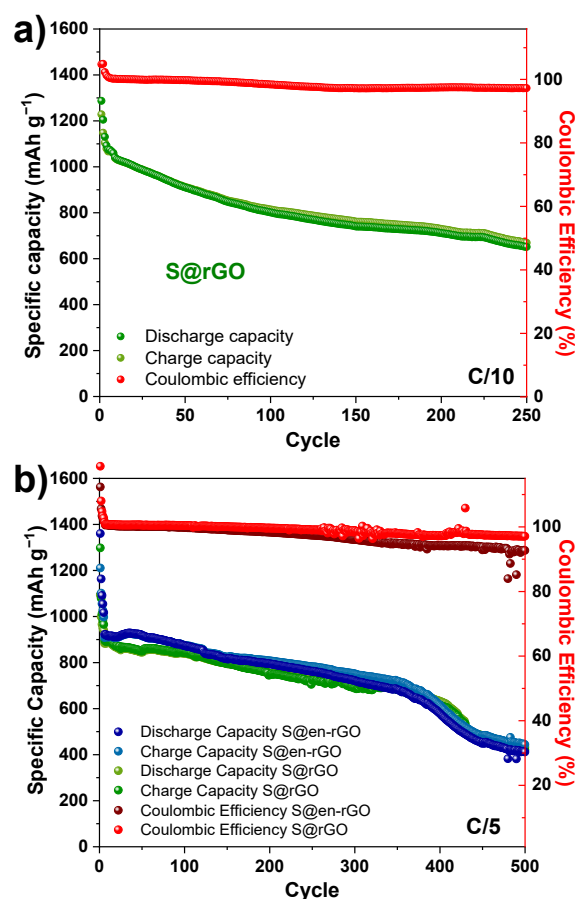 a)
1600
1400
1200
1000
800
600
400
200
0
Specific capacity (mAh g⁻¹)
100
80
60
40
20
0
Coulombic Efficiency (%)
S@rGO
Discharge capacity
Charge capacity
Coulombic efficiency
C/10
0 50 100 150 200 250
Cycle
b)
1600
1400
1200
1000
800
600
400
200
0
Specific Capacity (mAh g⁻¹)
100
80
60
40
20
Coulombic Efficiency (%)
Discharge Capacity S@en-rGO
Charge Capacity S@en-rGO
Discharge Capacity S@rGO
Charge Capacity S@rGO
Coulombic Efficiency S@en-rGO
Coulombic Efficiency S@rGO
C/5
0 100 200 300 400 500
Cycle